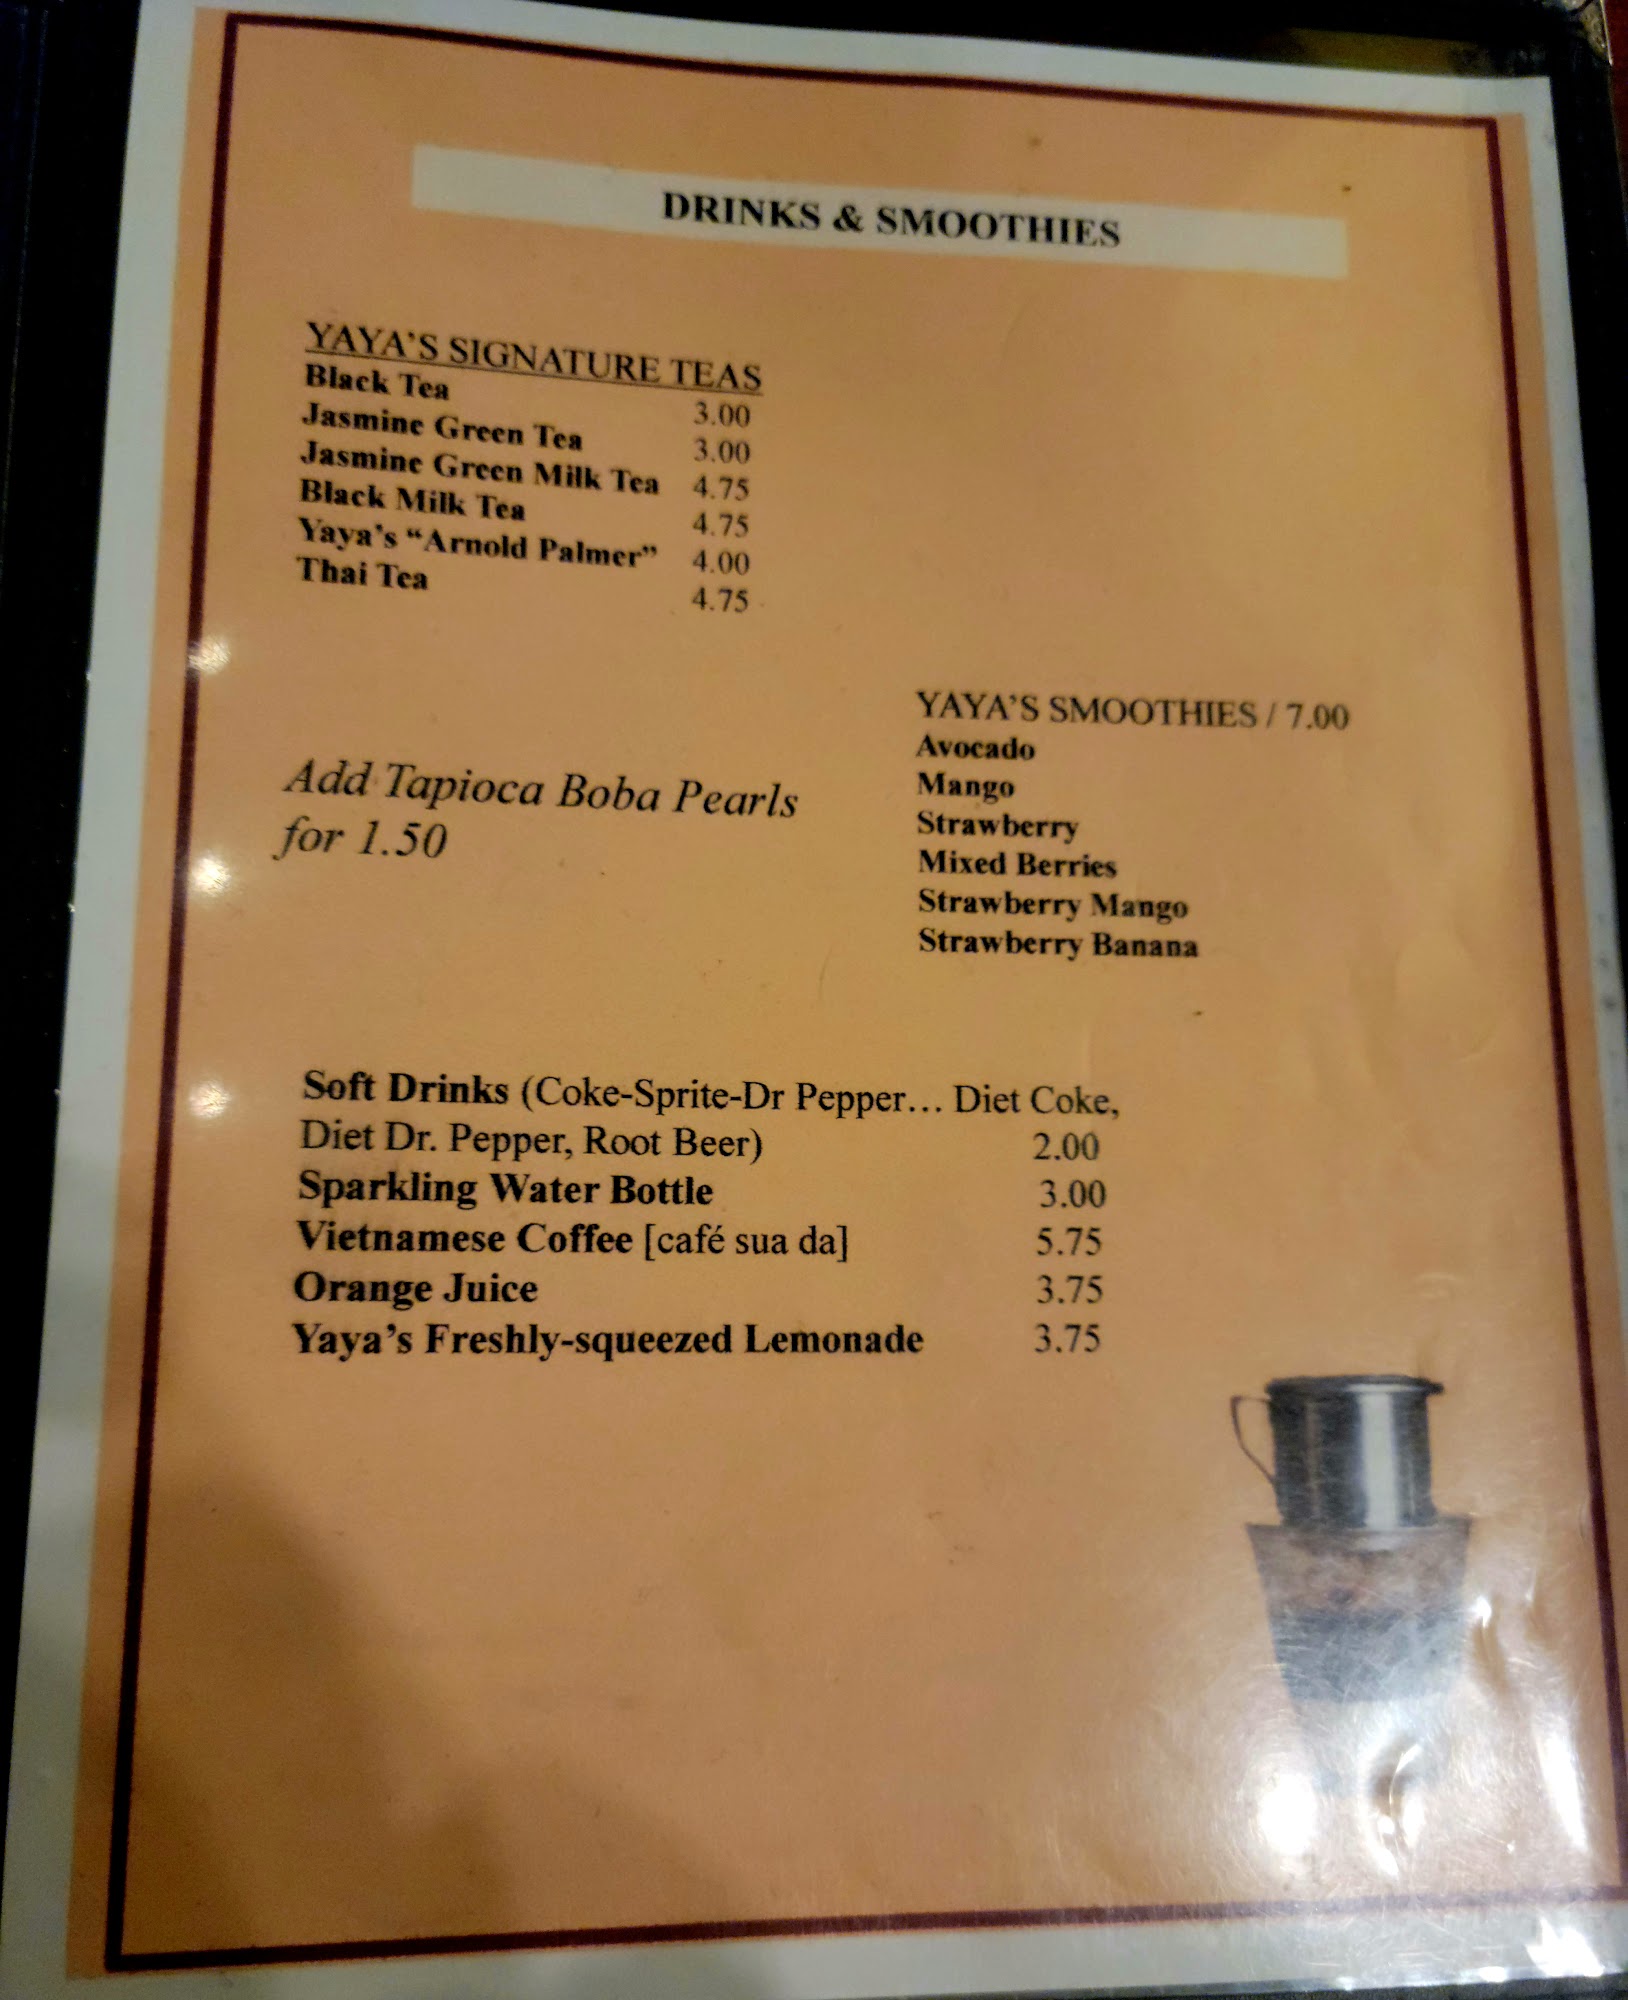 DRINKS & SMOOTHIES
YAYA'S SIGNATURE TEAS
Black Tea 3.00
Jasmine Green Tea 3.00
Jasmine Green Milk Tea 4.75
Black Milk Tea 4.75
Yaya's “Arnold Palmer” 4.00
Thai Tea 4.75
Add Tapioca Boba Pearls
for 1.50
YAYA'S SMOOTHIES / 7.00
Avocado
Mango
Strawberry
Mixed Berries
Strawberry Mango
Strawberry Banana
Soft Drinks (Coke-Sprite-Dr Pepper… Diet Coke,
Diet Dr. Pepper, Root Beer) 2.00
Sparkling Water Bottle 3.00
Vietnamese Coffee [café sua da] 5.75
Orange Juice 3.75
Yaya's Freshly-squeezed Lemonade 3.75